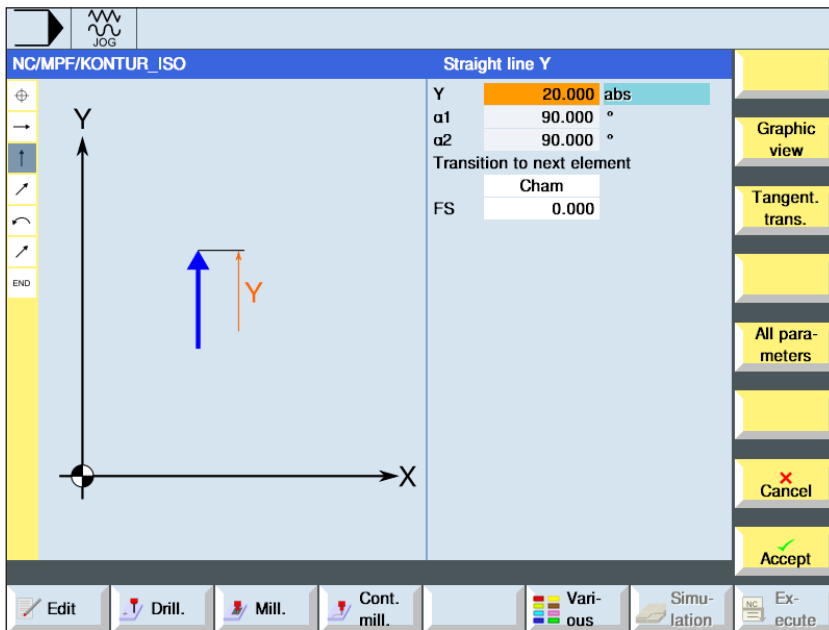 JOG
NC/MPF/KONTUR_ISO
Straight line Y
Y 20.000 abs
α1 90.000 °
α2 90.000 °
Transition to next element
Cham
FS 0.000
Y
Y
X
END
Graphic
view
Tangent.
trans.
All para-
meters
Cancel
Accept
Edit
Drill.
Mill.
Cont.
mill.
Vari-
ous
Simu-
lation
NC
Ex-
ecute